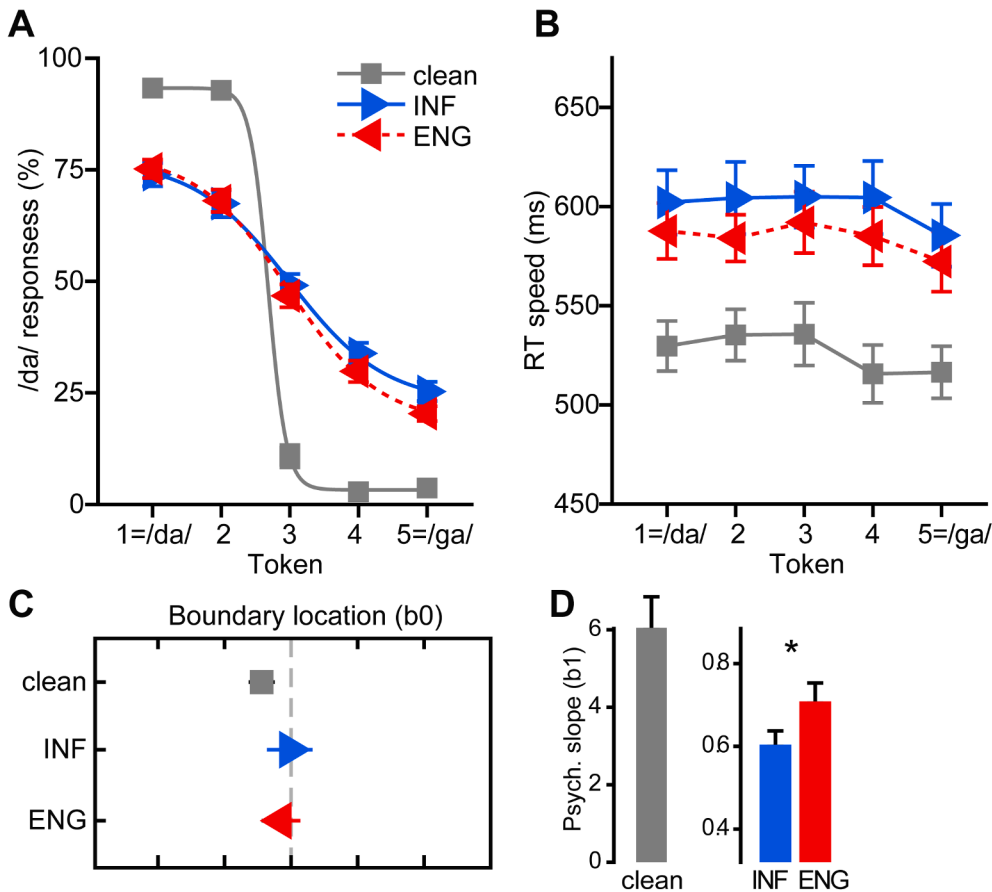 A
100
75
50
25
0
/da/ responsess (%)
clean
INF
ENG
1=/da/ 2 3 4 5=/ga/
Token
B
650
600
550
500
450
RT speed (ms)
1=/da/ 2 3 4 5=/ga/
Token
C
Boundary location (b0)
clean
INF
ENG
D
Psych. slope (b1)
6
4
2
0
clean
0.8
0.6
0.4
*
INF ENG